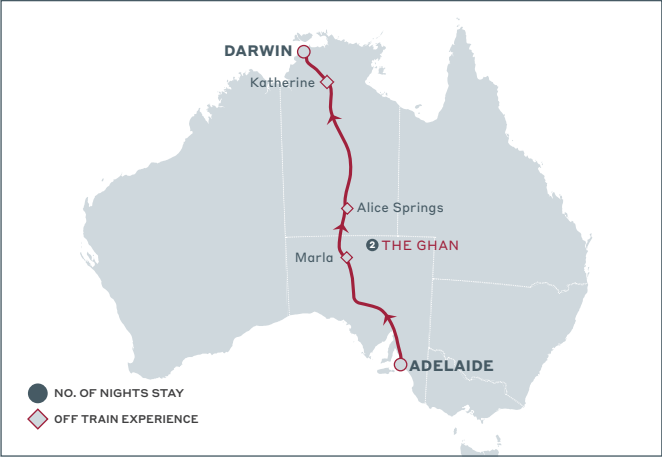 DARWIN
Katherine
Alice Springs
2 THE GHAN
Marla
ADELAIDE
NO. OF NIGHTS STAY
OFF TRAIN EXPERIENCE